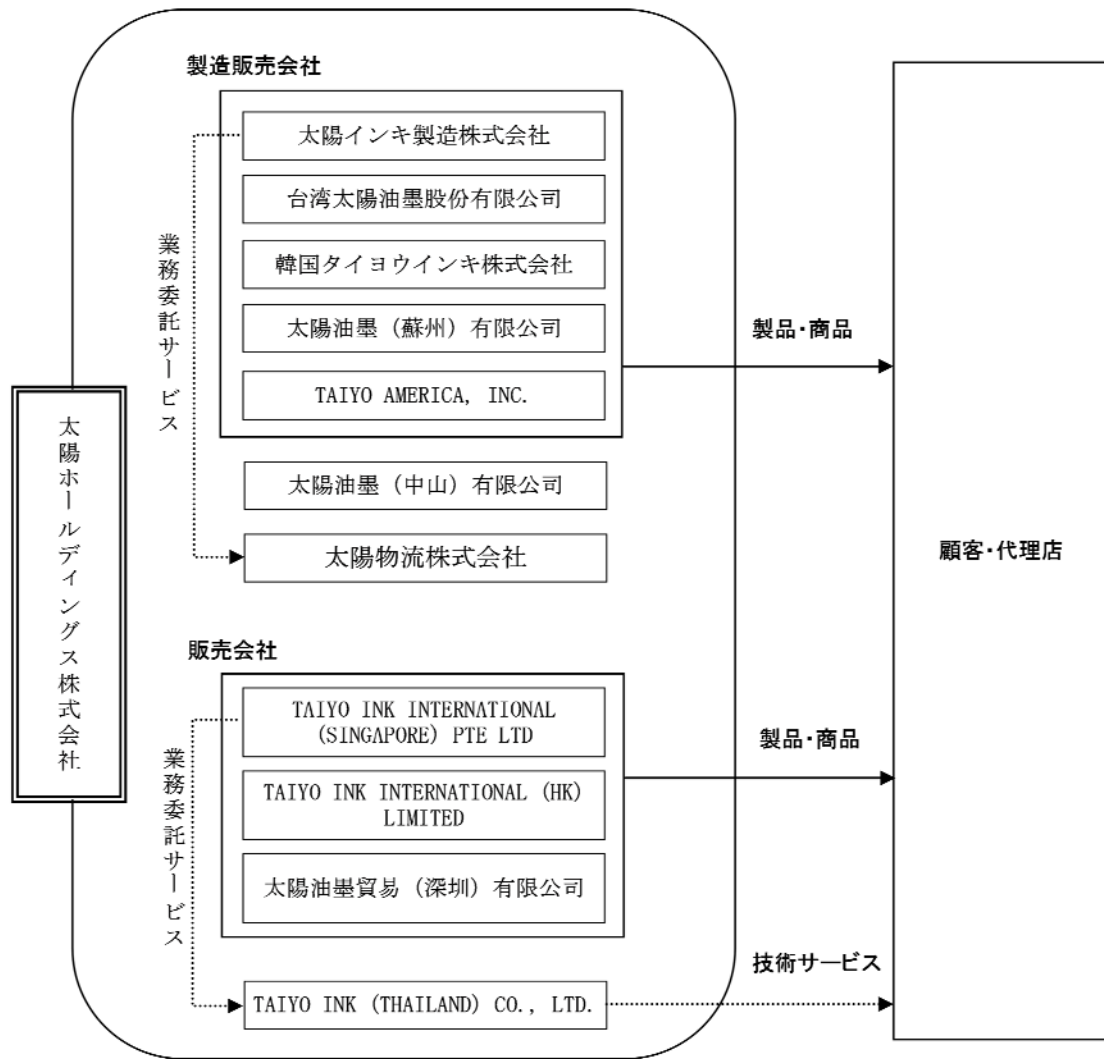 製造販売会社
太陽インキ製造株式会社
台湾太陽油墨股份有限公司
韓国タイヨウインキ株式会社
太陽油墨（蘇州）有限公司
TAIYO AMERICA, INC.
業務委託サービス
製品・商品
太陽ホールディングス株式会社
太陽油墨（中山）有限公司
太陽物流株式会社
顧客・代理店
販売会社
TAIYO INK INTERNATIONAL
(SINGAPORE) PTE LTD
TAIYO INK INTERNATIONAL (HK)
LIMITED
太陽油墨貿易（深圳）有限公司
業務委託サービス
製品・商品
技術サービス
TAIYO INK (THAILAND) CO., LTD.